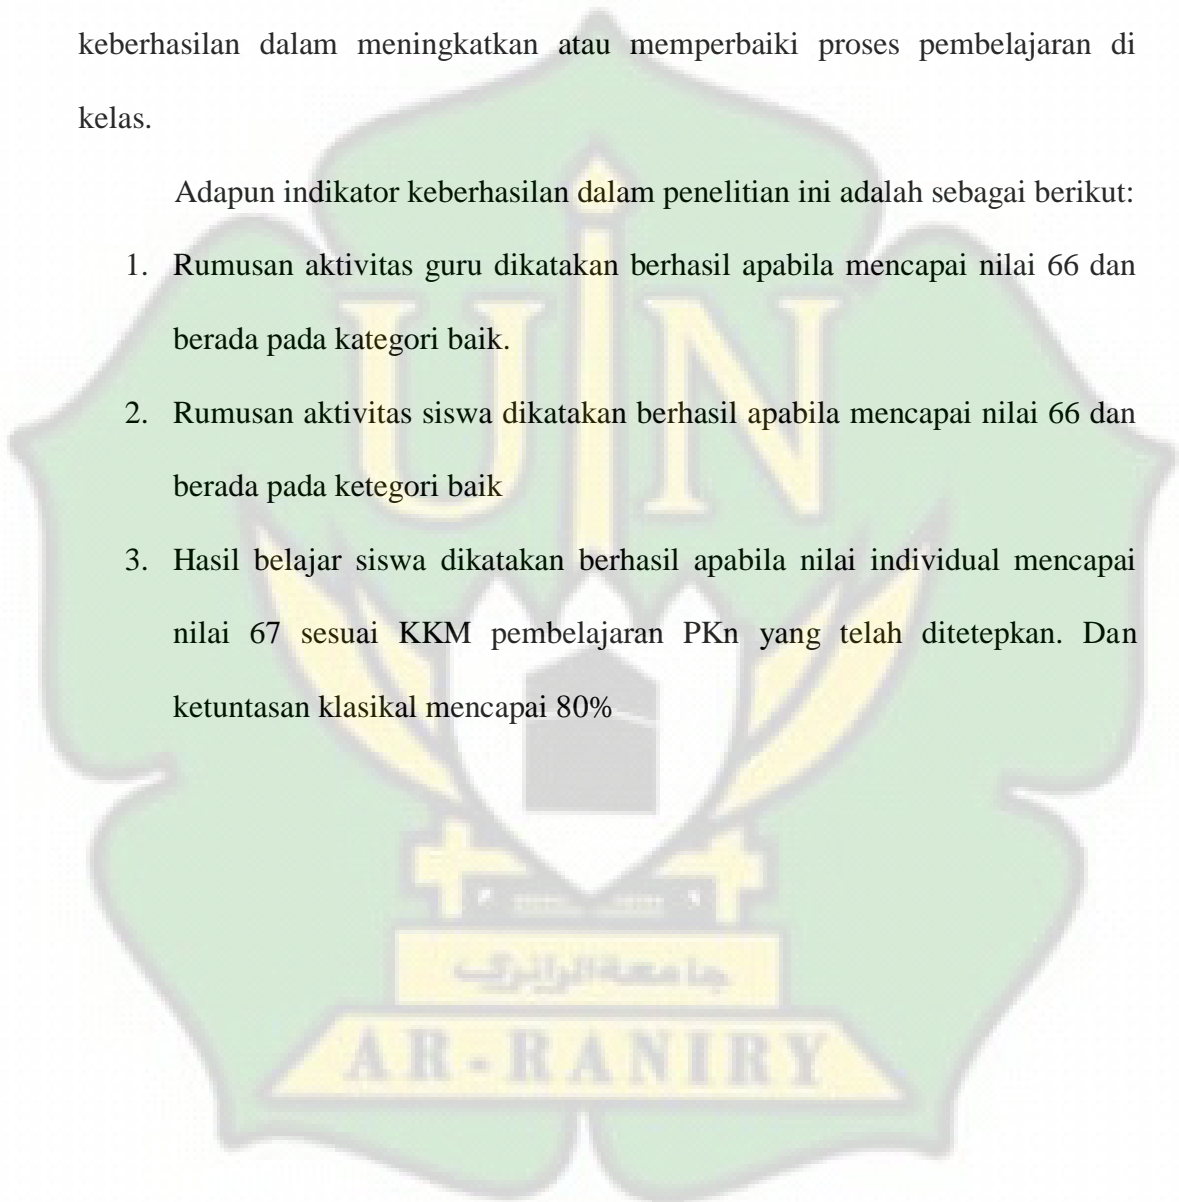 keberhasilan dalam meningkatkan atau memperbaiki proses pembelajaran di
kelas.
Adapun indikator keberhasilan dalam penelitian ini adalah sebagai berikut:
1. Rumusan aktivitas guru dikatakan berhasil apabila mencapai nilai 66 dan
berada pada kategori baik.
2. Rumusan aktivitas siswa dikatakan berhasil apabila mencapai nilai 66 dan
berada pada ketegori baik
3. Hasil belajar siswa dikatakan berhasil apabila nilai individual mencapai
nilai 67 sesuai KKM pembelajaran PKn yang telah ditetepkan. Dan
ketuntasan klasikal mencapai 80%
UIN
جامعة الرانري
AR-RANIRY